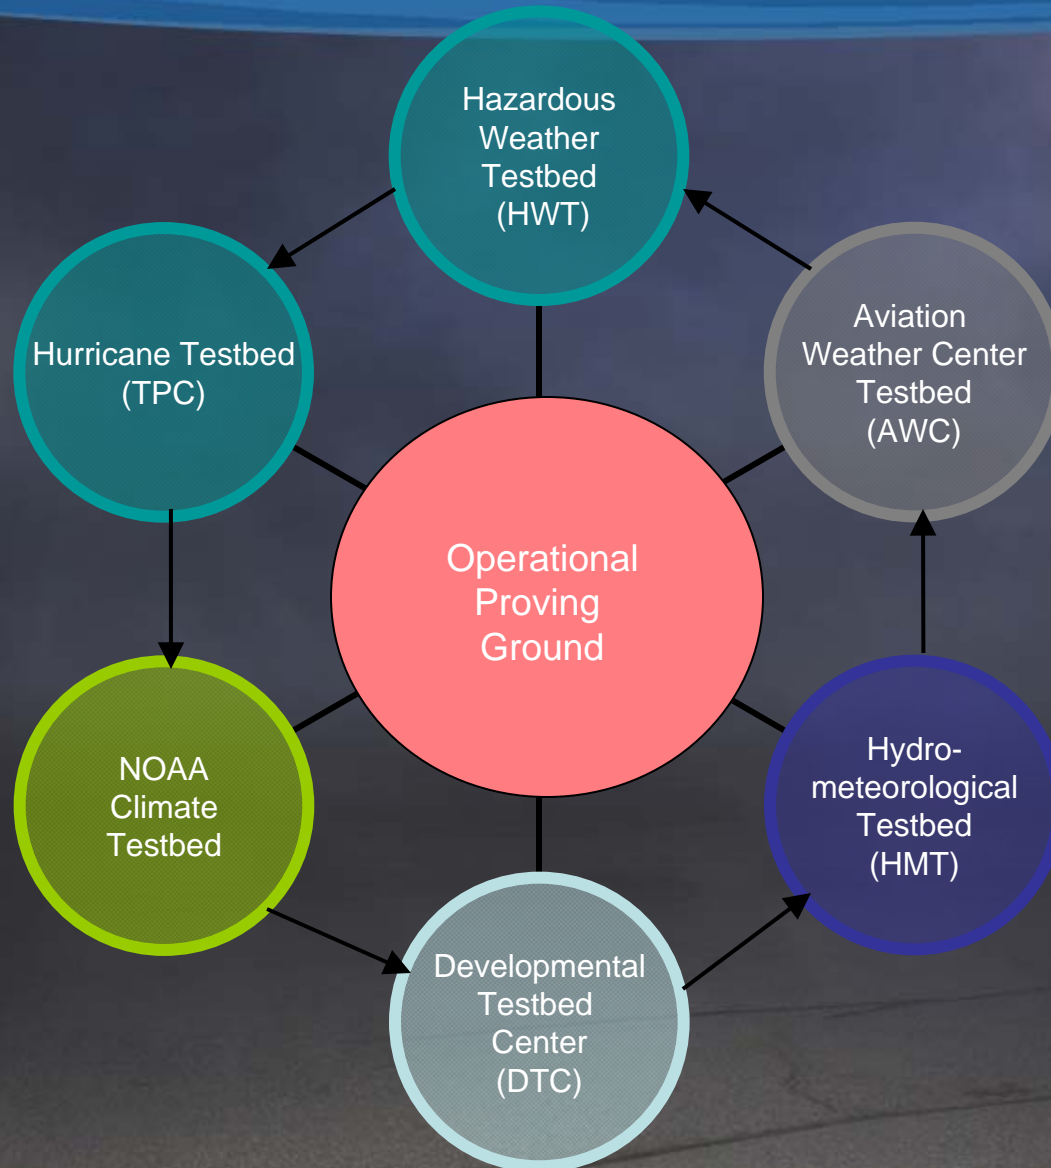 Hazardous
Weather
Testbed
(HWT)
Hurricane Testbed
(TPC)
Aviation
Weather Center
Testbed
(AWC)
Operational
Proving
Ground
NOAA
Climate
Testbed
Hydro-
meteorological
Testbed
(HMT)
Developmental
Testbed
Center
(DTC)